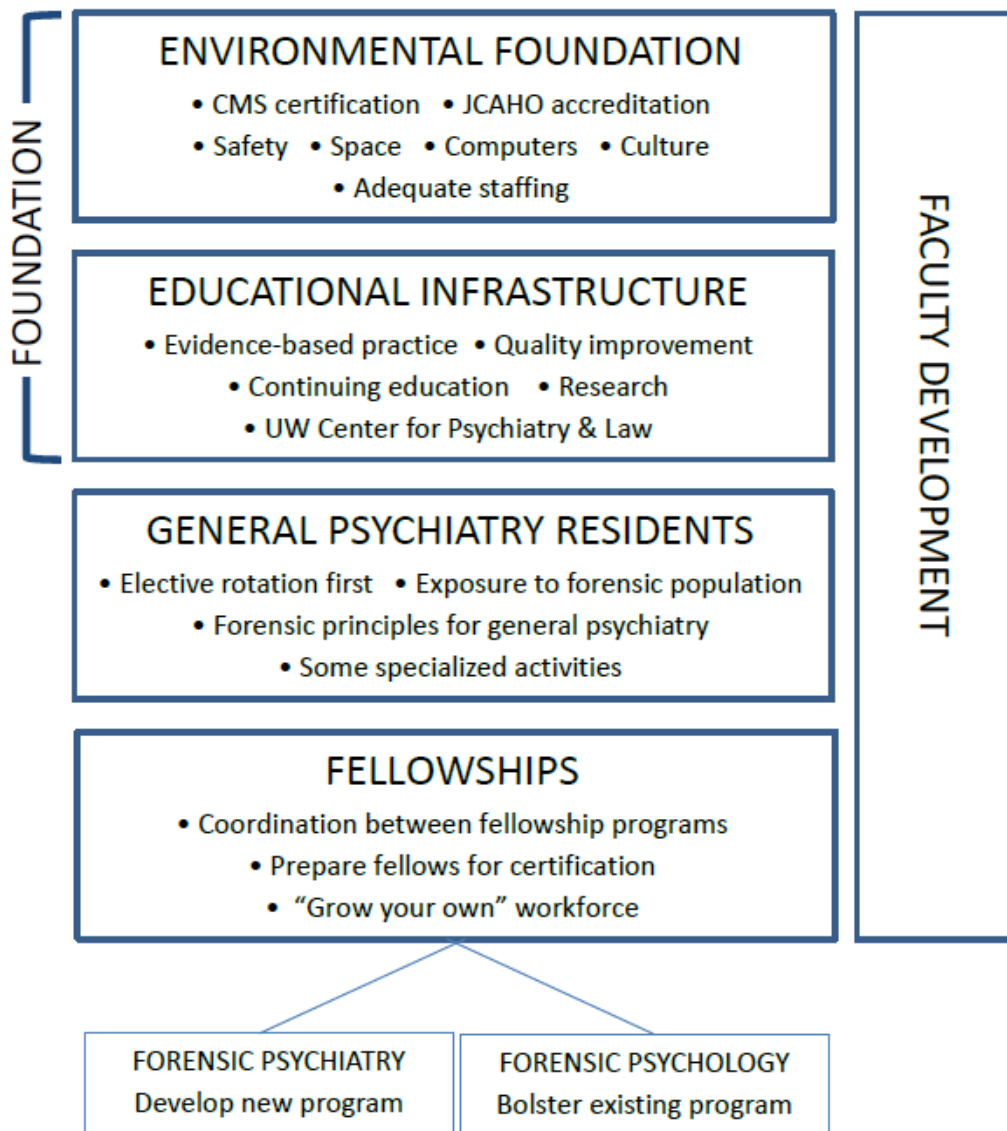 FOUNDATION
ENVIRONMENTAL FOUNDATION
• CMS certification • JCAHO accreditation
• Safety • Space • Computers • Culture
• Adequate staffing
EDUCATIONAL INFRASTRUCTURE
• Evidence-based practice • Quality improvement
• Continuing education • Research
• UW Center for Psychiatry & Law
GENERAL PSYCHIATRY RESIDENTS
• Elective rotation first • Exposure to forensic population
• Forensic principles for general psychiatry
• Some specialized activities
FELLOWSHIPS
• Coordination between fellowship programs
• Prepare fellows for certification
• “Grow your own” workforce
FORENSIC PSYCHIATRY
Develop new program
FORENSIC PSYCHOLOGY
Bolster existing program
FACULTY DEVELOPMENT